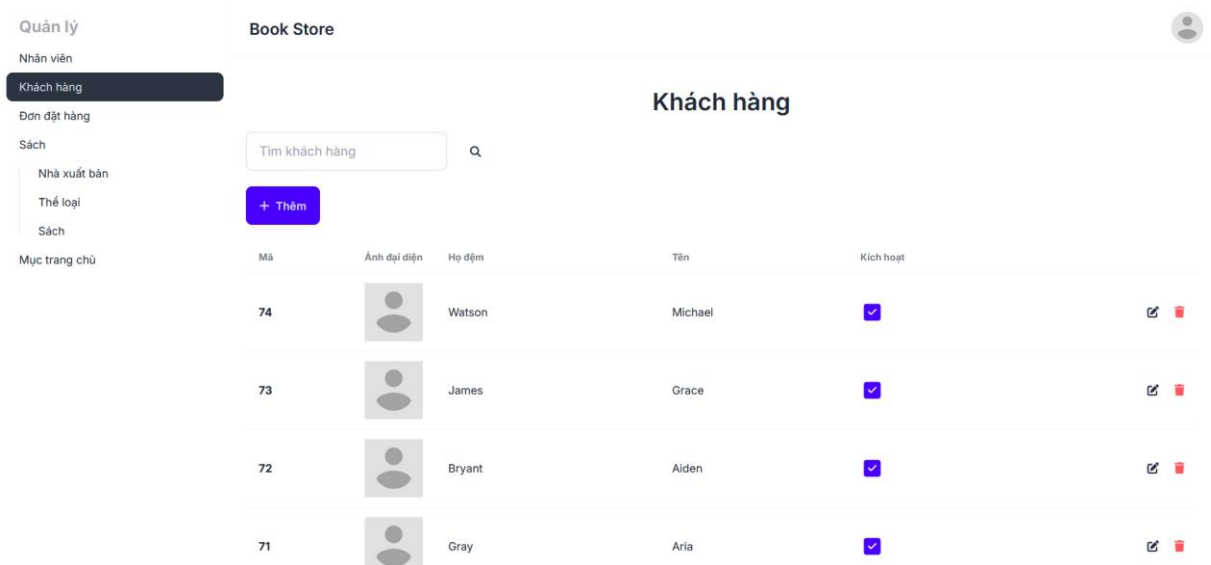 Quản lý
Nhân viên
Khách hàng
Đơn đặt hàng
Sách
Nhà xuất bản
Thể loại
Sách
Mục trang chủ
Book Store
Khách hàng
Tìm khách hàng
+ Thêm
Mã Ảnh đại diện Họ đệm Tên Kích hoạt
74 Watson Michael
73 James Grace
72 Bryant Aiden
71 Gray Aria